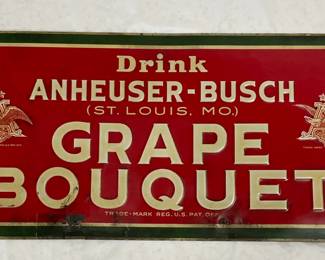 Drink
ANHEUSER-BUSCH
(ST. LOUIS, MO.)
GRAPE
BOUQUET
TRADE-MARK REG. U.S. PAT. OFF.